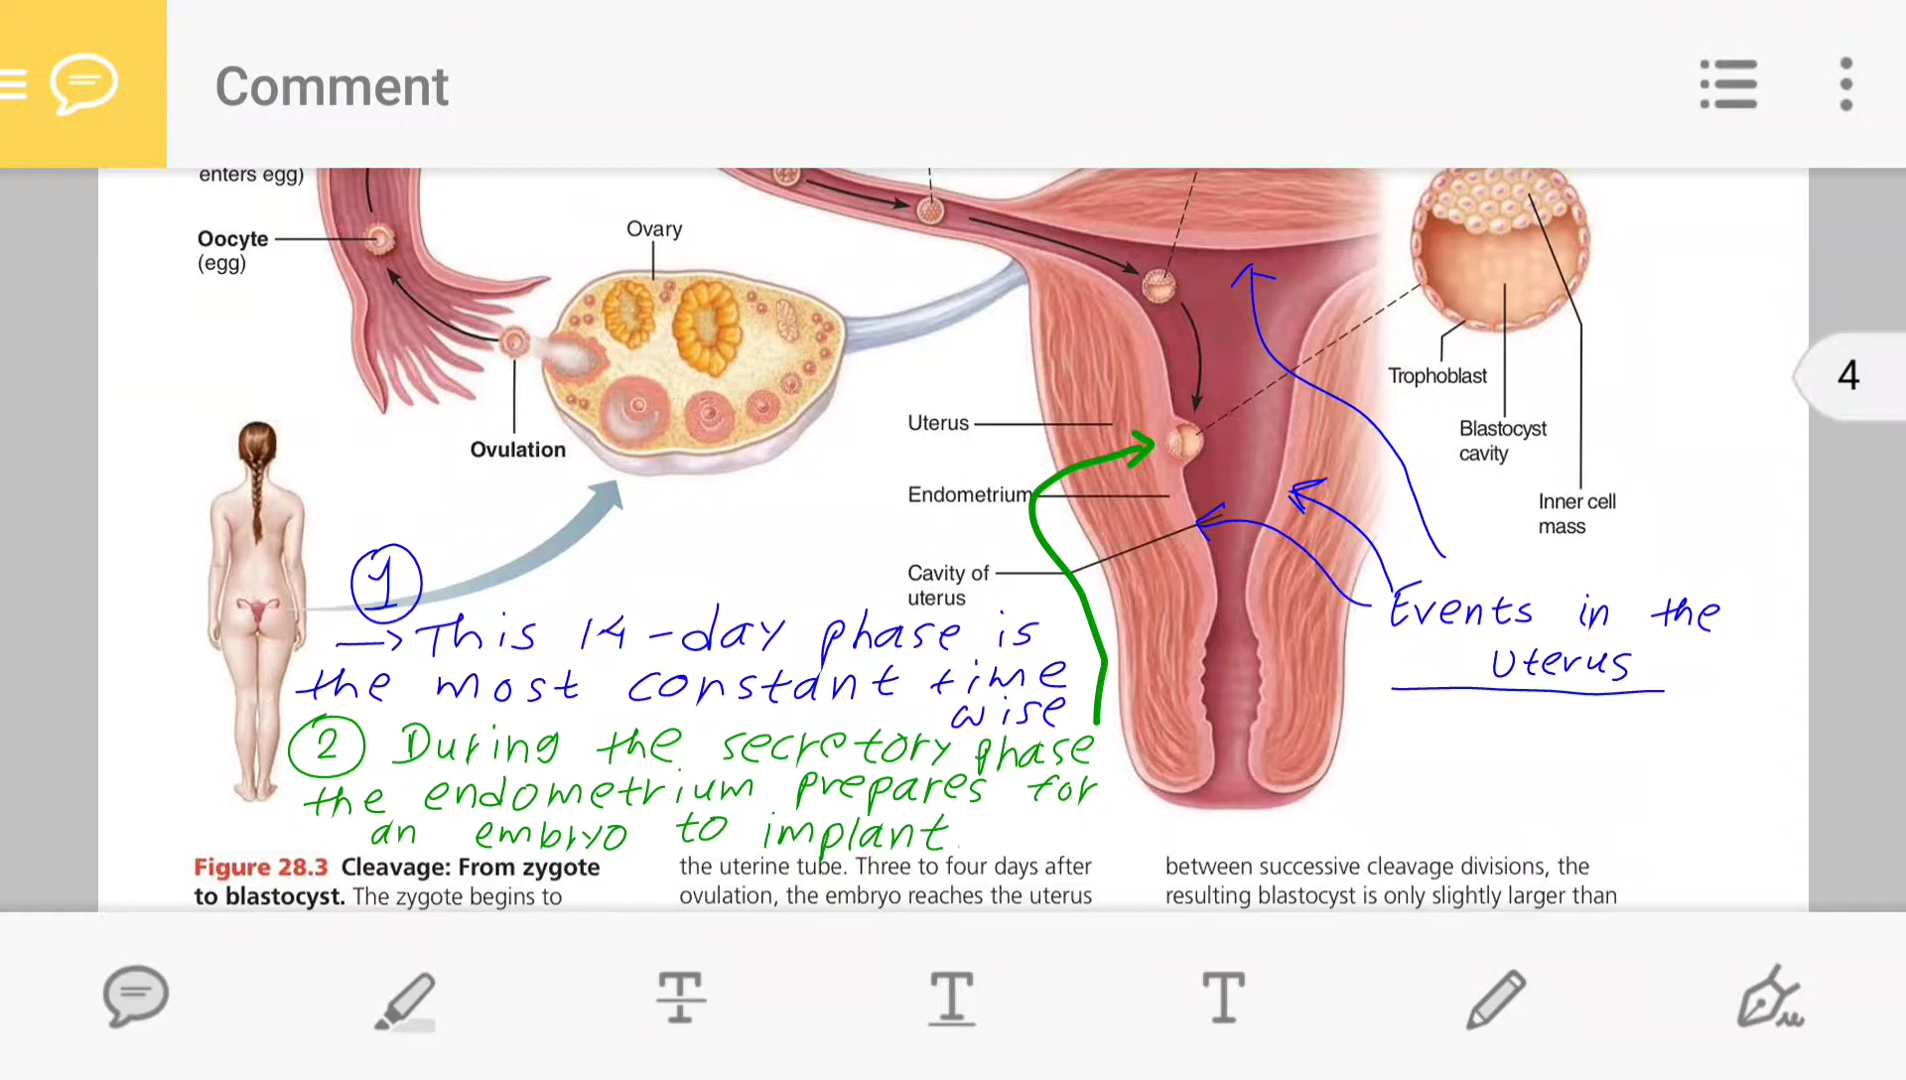 Comment
enters egg)
Oocyte
(egg)
Ovary
Ovulation
Uterus
Endometrium
Cavity of
uterus
Trophoblast
Blastocyst
cavity
Inner cell
mass
4
Events in the
Uterus
1
→ This 14-day phase is
the most constant time
wise
2 During the secretory phase
the endometrium prepares for
an embryo to implant.
Figure 28.3 Cleavage: From zygote
to blastocyst. The zygote begins to
the uterine tube. Three to four days after
ovulation, the embryo reaches the uterus
between successive cleavage divisions, the
resulting blastocyst is only slightly larger than